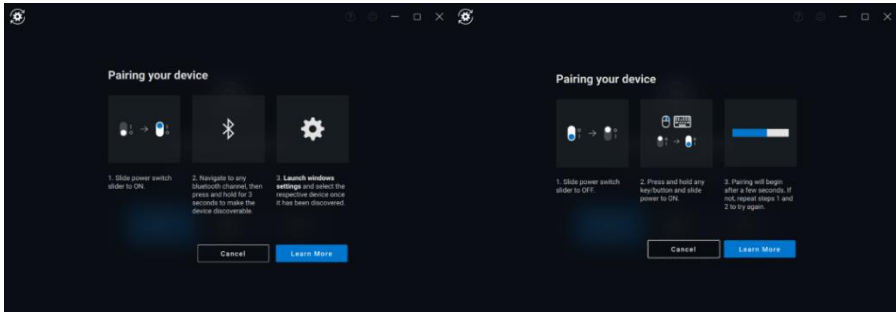 Pairing your device
1. Slide power switch
slider to ON.
2. Navigate to any
bluetooth channel, then
press and hold for 3
seconds to make the
device discoverable.
3. Launch windows
settings and select the
respective device once
it has been discovered.
Cancel
Learn More
Pairing your device
1. Slide power switch
slider to OFF.
2. Press and hold any
key/button and slide
power to ON.
3. Pairing will begin
after a few seconds. If
not, repeat steps 1 and
2 to try again.
Cancel
Learn More